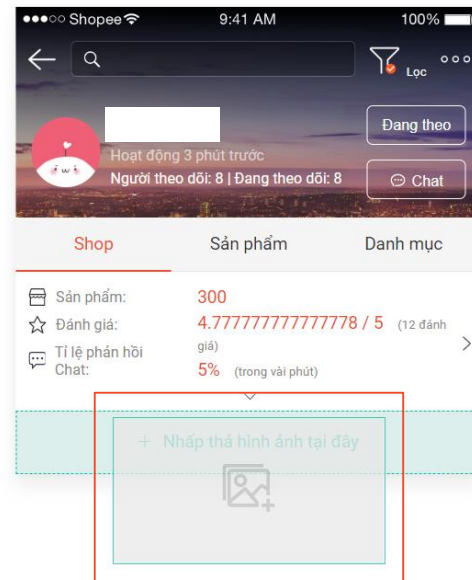 Shopee 9:41 AM 100%
Lọc
Đang theo
Hoạt động 3 phút trước
Người theo dõi: 8 | Đang theo dõi: 8
Chat
Shop Sản phẩm Danh mục
Sản phẩm: 300
Đánh giá: 4.777777777777778 / 5 (12 đánh giá)
Tỉ lệ phản hồi Chat: 5% (trong vài phút)
+ Nhấp thả hình ảnh tại đây